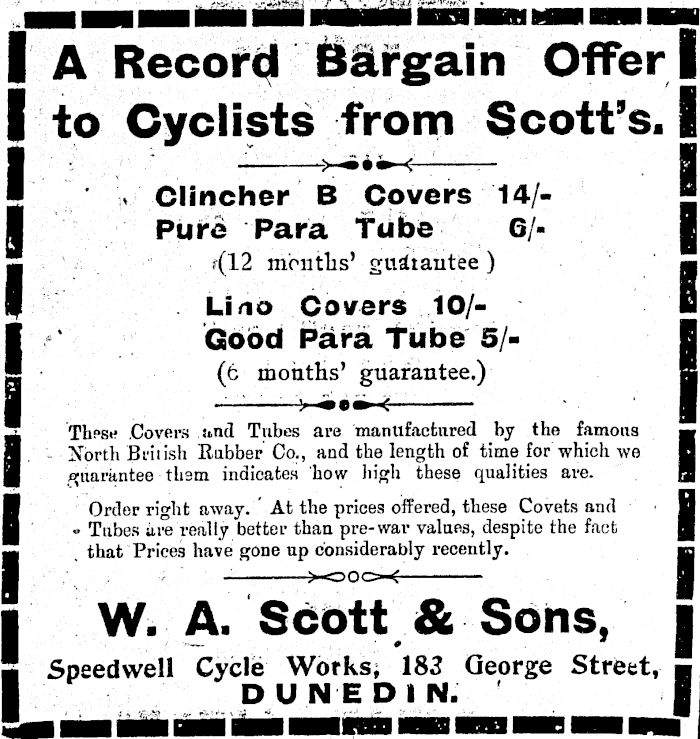 A Record Bargain Offer
to Cyclists from Scott's.
Clincher B Covers 14/-
Pure Para Tube 6/-
(12 months' guarantee)
Lino Covers 10/-
Good Para Tube 5/-
(6 months' guarantee.)
These Covers and Tubes are manufactured by the famous
North British Rubber Co., and the length of time for which we
guarantee them indicates how high these qualities are.
Order right away. At the prices offered, these Covets and
Tubes are really better than pre-war values, despite the fact
that Prices have gone up considerably recently.
W. A. Scott & Sons,
Speedwell Cycle Works, 183 George Street,
DUNEDIN.